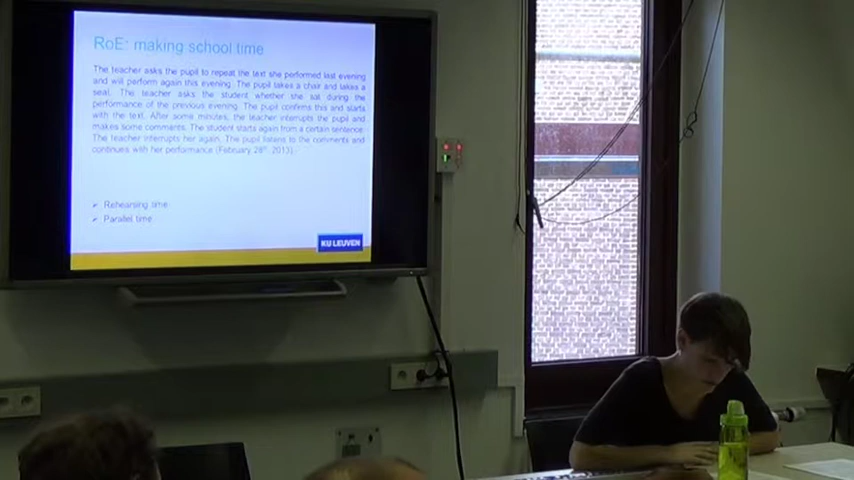 RoE: making school time
The teacher asks the pupil to repeat the text she performed last evening
and will perform again this evening. The pupil takes a chair and takes a
seat. The teacher asks the student whether she sat during the
performance of the previous evening. The pupil confirms this and starts
with the text. After some minutes, the teacher interrupts the pupil and
makes some comments. The student starts again from a certain sentence.
The teacher interrupts her again. The pupil listens to the comments and
continues with her performance (February 28th, 2013).
Rehearsing time
Parallel time
KU LEUVEN